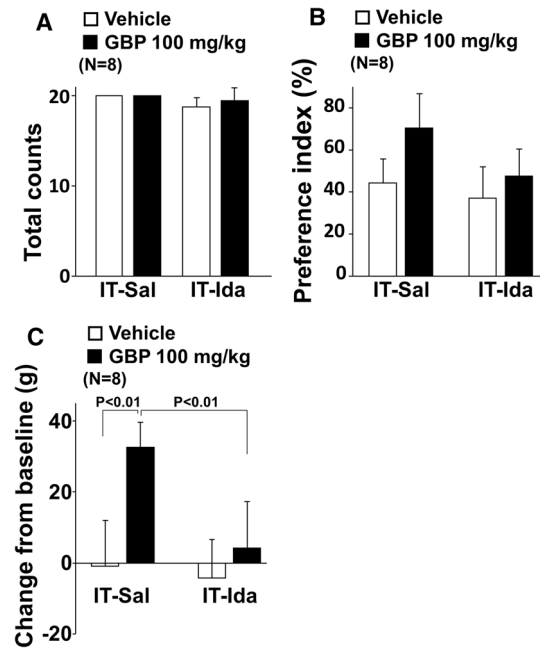 A
Vehicle
GBP 100 mg/kg
(N=8)
Total counts
20
10
0
IT-Sal IT-Ida
B
Vehicle
GBP 100 mg/kg
(N=8)
Preference index (%)
80
60
40
20
0
IT-Sal IT-Ida
C
Vehicle
GBP 100 mg/kg
(N=8)
Change from baseline (g)
P<0.01 P<0.01
40
20
0
-20
IT-Sal IT-Ida